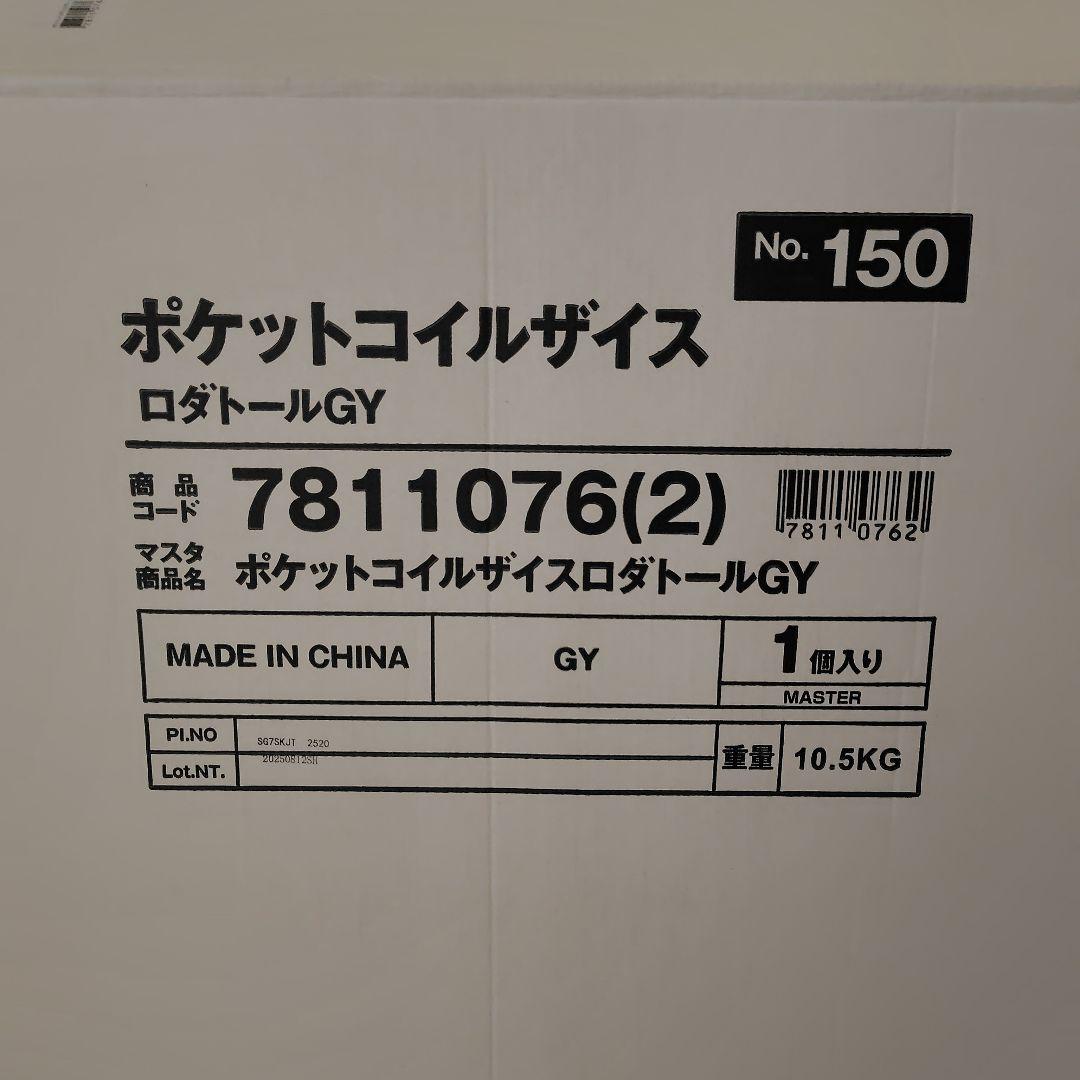 No. 150
ポケットコイルザイス
ロダトールGY
商品
コード
7811076(2)
78110762
マスタ
商品名
ポケットコイルザイスロダトールGY
MADE IN CHINA
GY
1個入り
MASTER
PI.NO
SG7SKJT 2520
Lot.NT.
重量
10.5KG